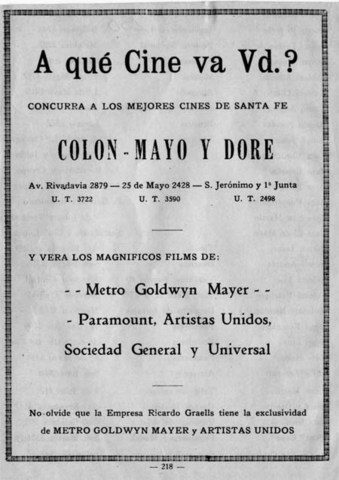 A qué Cine va Vd.?
CONCURRA A LOS MEJORES CINES DE SANTA FE
COLON - MAYO Y DORE
Av. Rivadavia 2879 — 25 de Mayo 2428 — S. Jerónimo y 1ª Junta
U. T. 3722 U. T. 3590 U. T. 2498
Y VERA LOS MAGNIFICOS FILMS DE:
- - Metro Goldwyn Mayer - -
- Paramount, Artistas Unidos,
Sociedad General y Universal
No olvide que la Empresa Ricardo Graells tiene la exclusividad
de METRO GOLDWYN MAYER y ARTISTAS UNIDOS
— 218 —